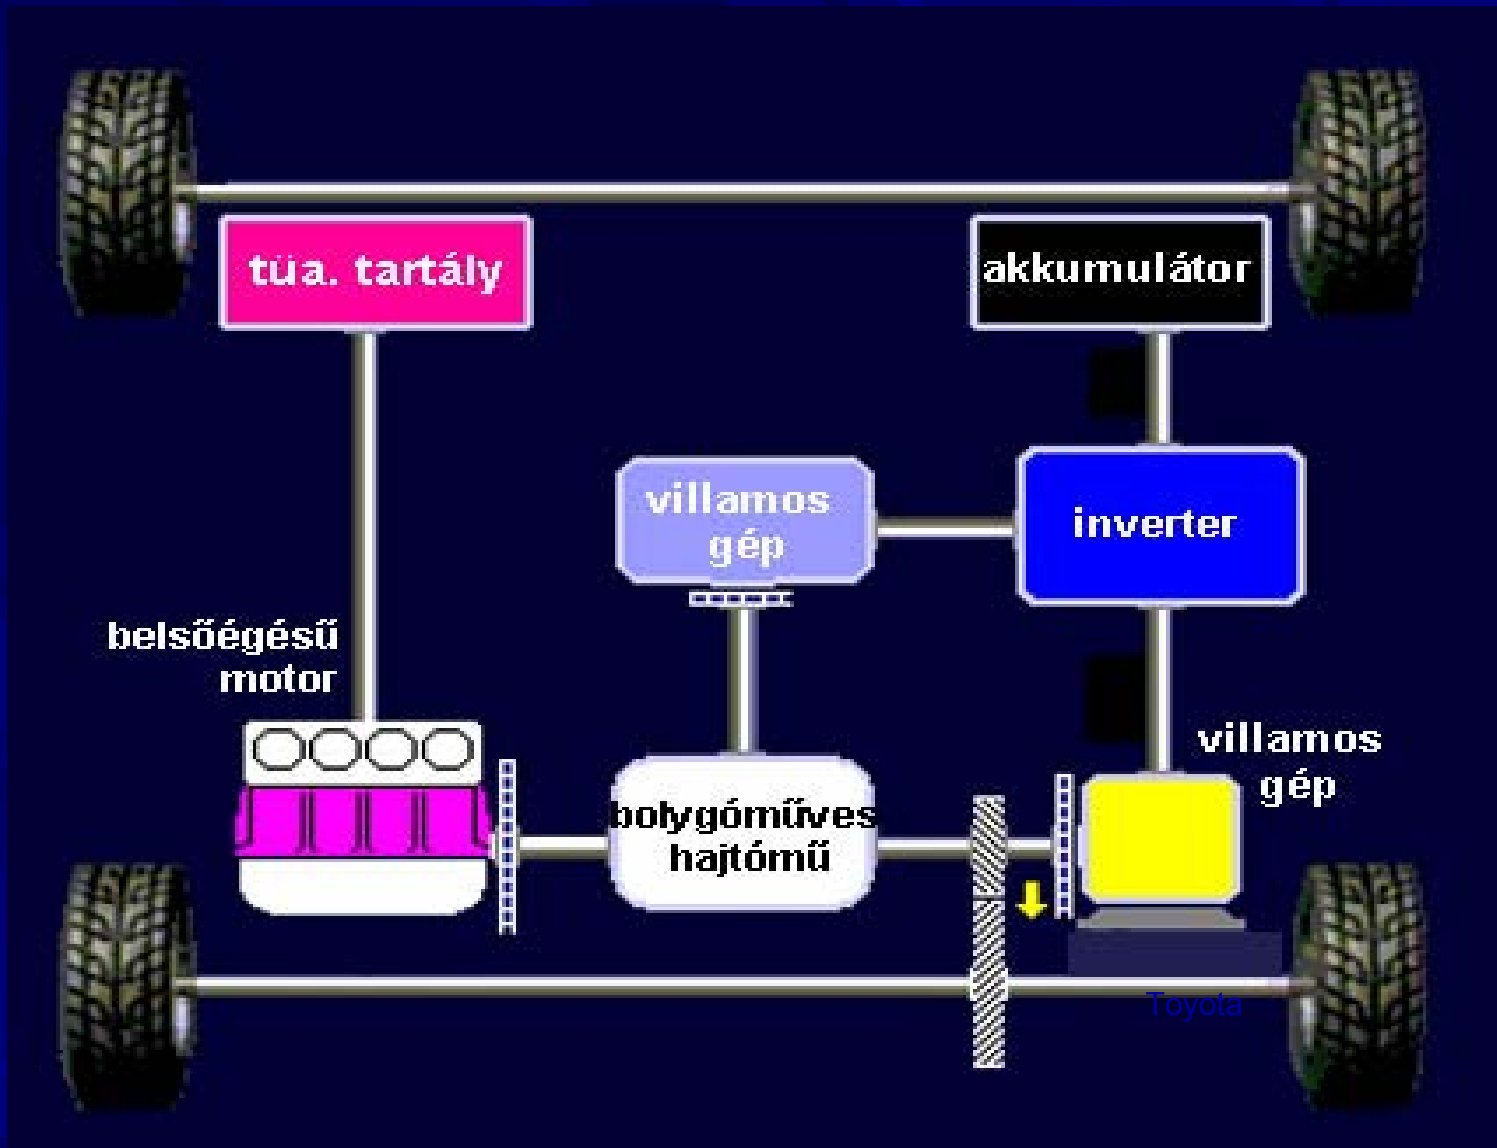 tüa. tartály
akkumulátor
villamos
gép
inverter
belsőégésű
motor
villamos
gép
bolygóműves
hajtómű
Toyota